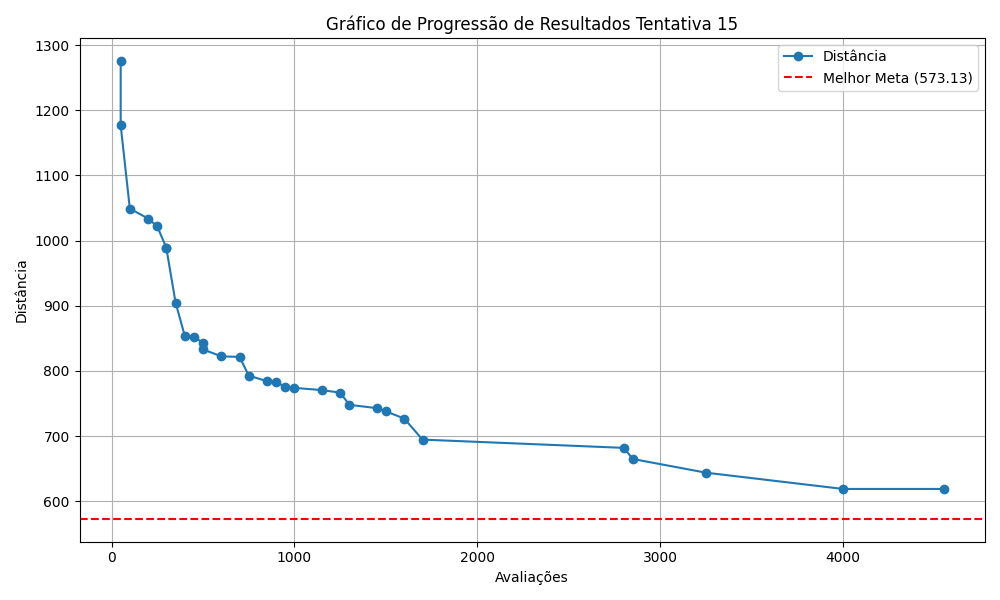 Gráfico de Progressão de Resultados Tentativa 15
Distância
Melhor Meta (573.13)
1300
1200
1100
1000
900
800
700
600
Distância
0 1000 2000 3000 4000
Avaliações